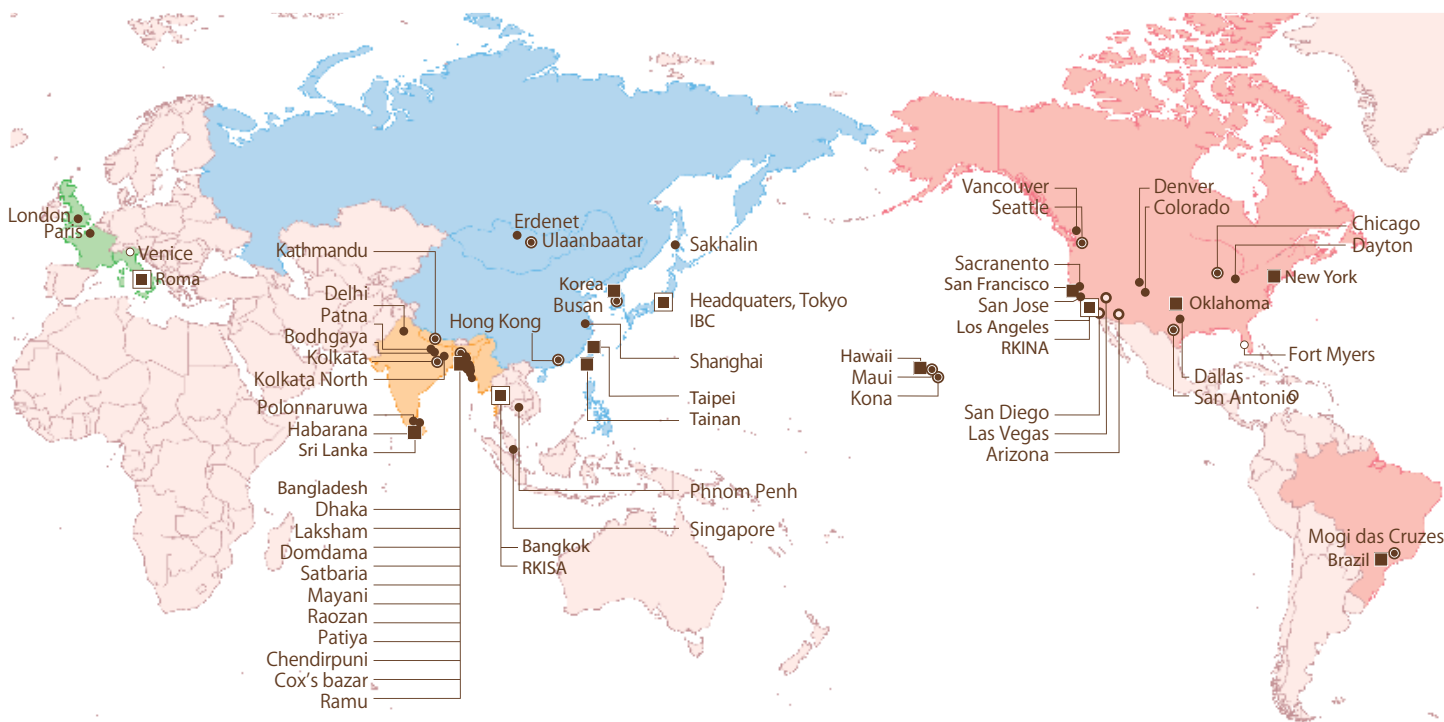 London
Paris
Venice
Roma
Kathmandu
Delhi
Patna
Bodhgaya
Kolkata
Kolkata North
Polonnaruwa
Habarana
Sri Lanka
Bangladesh
Dhaka
Laksham
Domdama
Satbaria
Mayani
Raozan
Patiya
Chendirpuni
Cox's bazar
Ramu
Erdenet
Ulaanbaatar
Sakhalin
Korea
Busan
Headquaters, Tokyo
IBC
Hong Kong
Shanghai
Taipei
Tainan
Phnom Penh
Singapore
Bangkok
RKISA
Hawaii
Maui
Kona
Vancouver
Seattle
Sacranento
San Francisco
San Jose
Los Angeles
RKINA
San Diego
Las Vegas
Arizona
Denver
Colorado
Chicago
Dayton
New York
Oklahoma
Fort Myers
Dallas
San Antonio
Mogi das Cruzes
Brazil